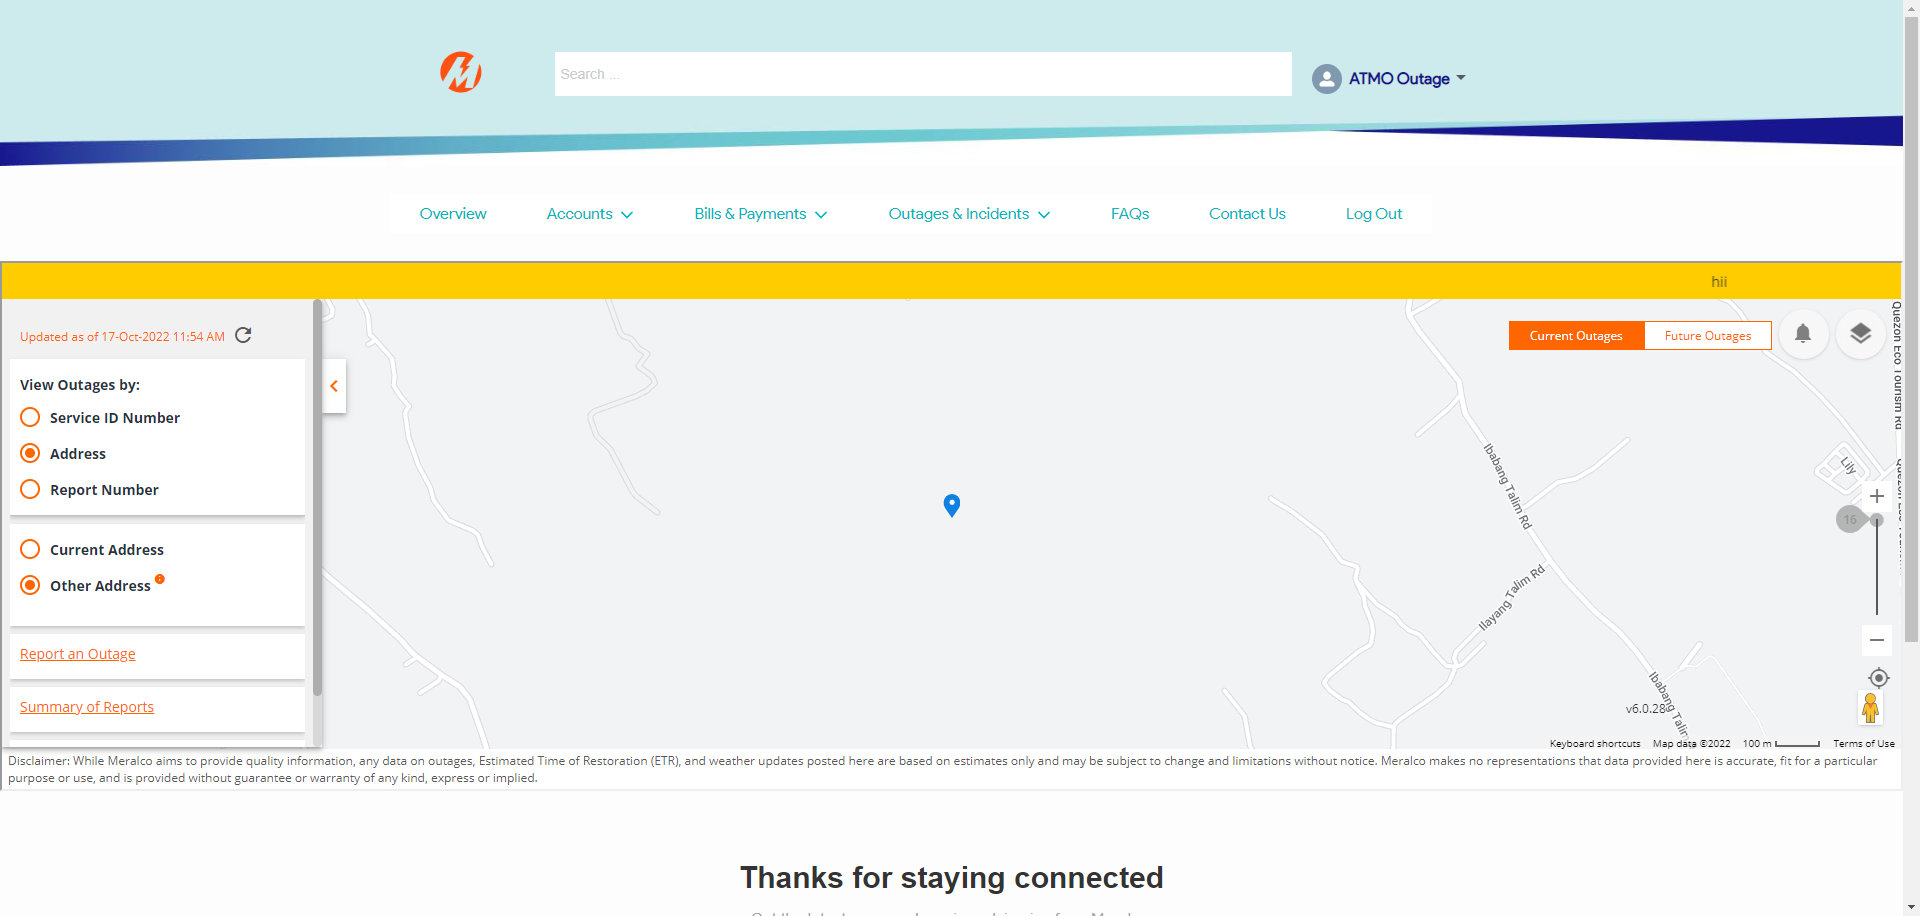 Search ...
ATMO Outage
Overview
Accounts
Bills & Payments
Outages & Incidents
FAQs
Contact Us
Log Out
hii
Updated as of 17-Oct-2022 11:54 AM
View Outages by:
Service ID Number
Address
Report Number
Current Address
Other Address
Report an Outage
Summary of Reports
Current Outages
Future Outages
Quezon Eco Tourism Rd
Lily
Ibabang Talim Rd
16
Ilayang Talim Rd
Ibabang Talim
v6.0.28
Keyboard shortcuts
Map data ©2022
100 m
Terms of Use
Disclaimer: While Meralco aims to provide quality information, any data on outages, Estimated Time of Restoration (ETR), and weather updates posted here are based on estimates only and may be subject to change and limitations without notice. Meralco makes no representations that data provided here is accurate, fit for a particular
purpose or use, and is provided without guarantee or warranty of any kind, express or implied.
Thanks for staying connected